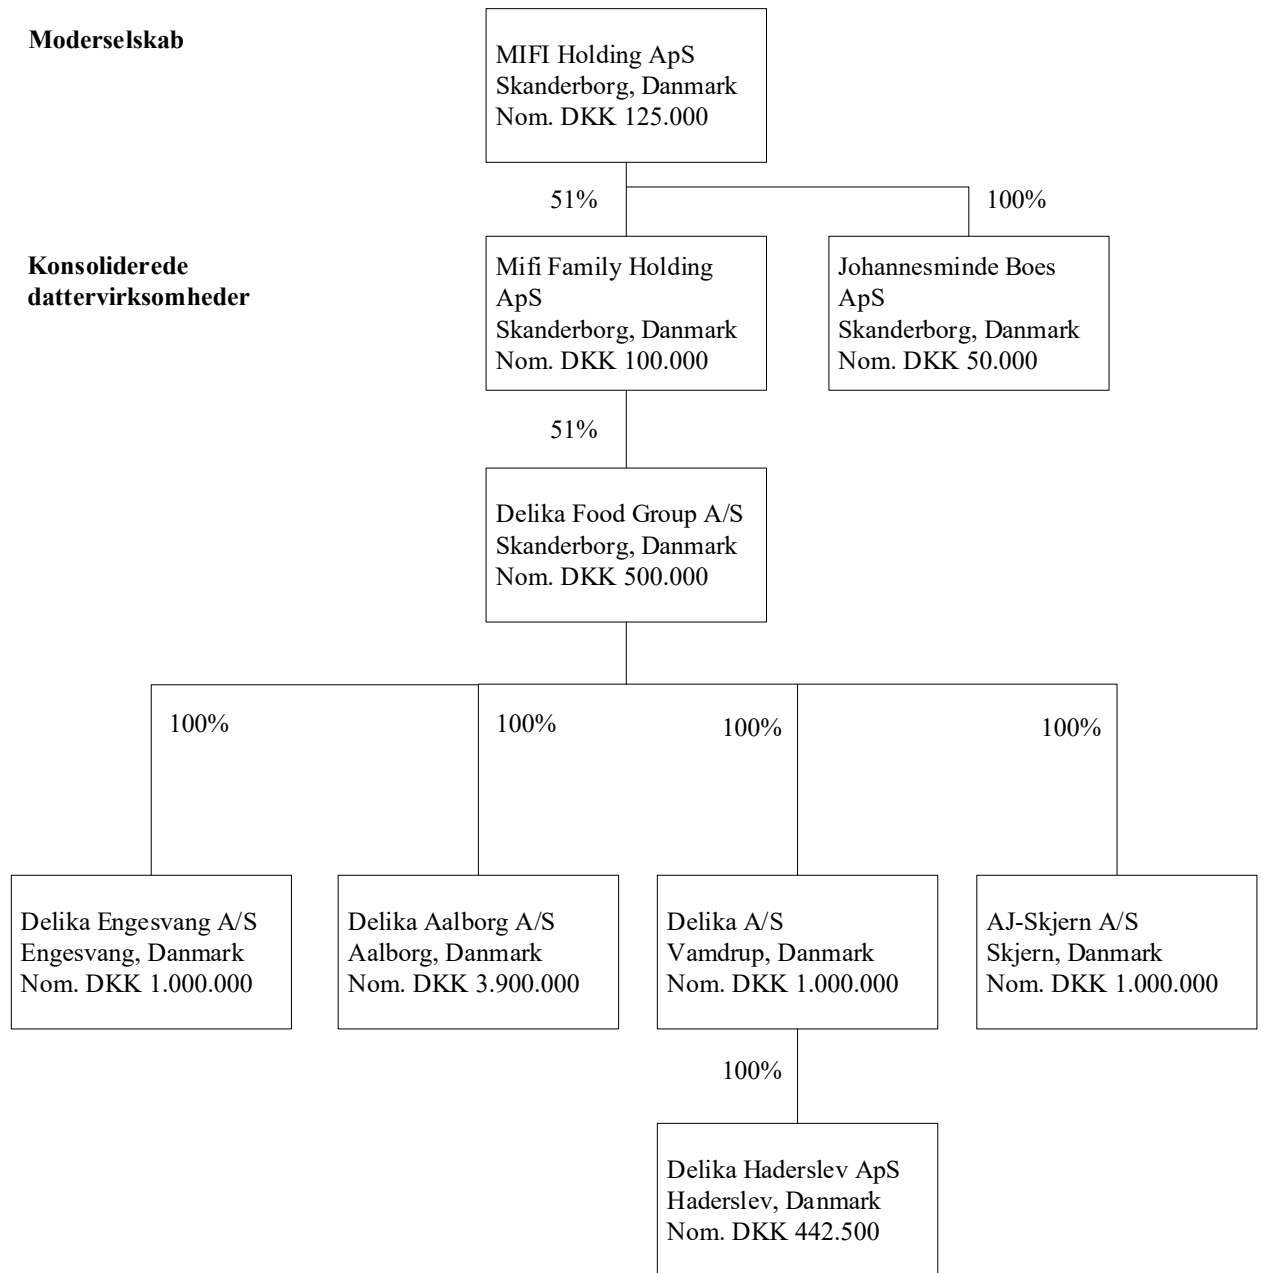 Moderselskab
MIFI Holding ApS
Skanderborg, Danmark
Nom. DKK 125.000
51%
100%
Konsoliderede
dattervirksomheder
Mifi Family Holding
ApS
Skanderborg, Danmark
Nom. DKK 100.000
Johannesminde Boes
ApS
Skanderborg, Danmark
Nom. DKK 50.000
51%
Delika Food Group A/S
Skanderborg, Danmark
Nom. DKK 500.000
100%
100%
100%
100%
Delika Engesvang A/S
Engesvang, Danmark
Nom. DKK 1.000.000
Delika Aalborg A/S
Aalborg, Danmark
Nom. DKK 3.900.000
Delika A/S
Vamdrup, Danmark
Nom. DKK 1.000.000
AJ-Skjern A/S
Skjern, Danmark
Nom. DKK 1.000.000
100%
Delika Haderslev ApS
Haderslev, Danmark
Nom. DKK 442.500